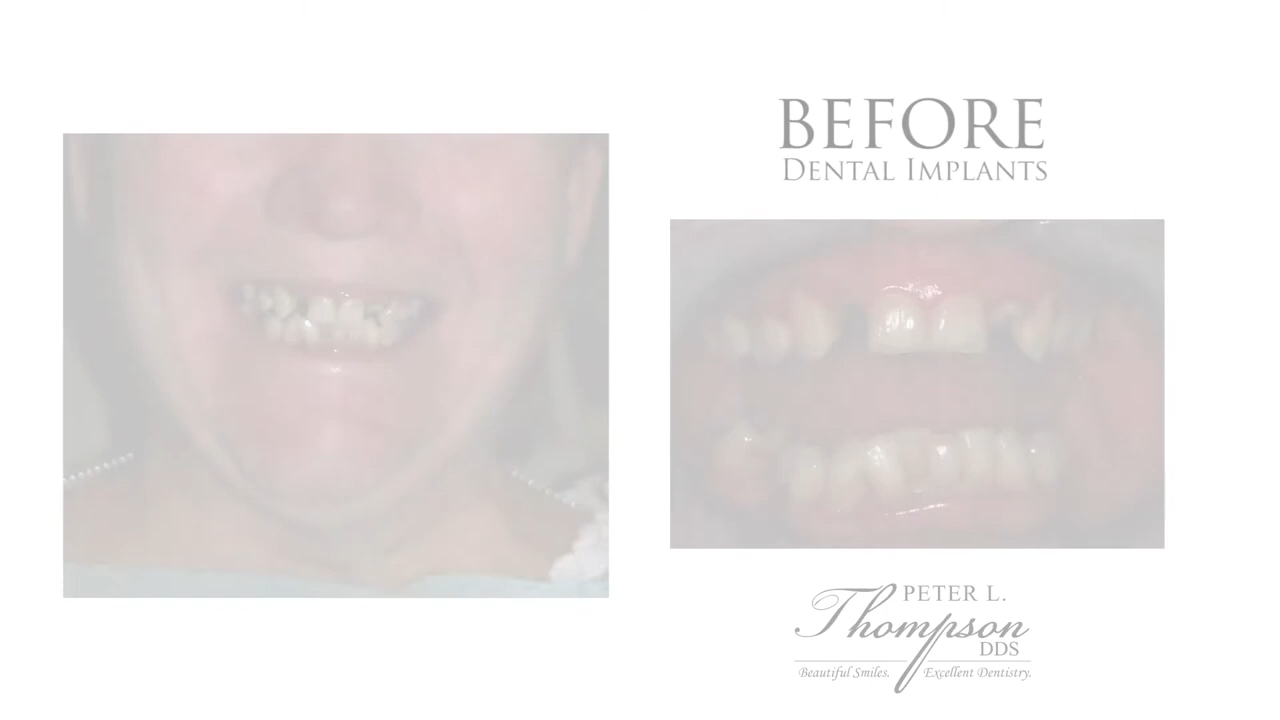 BEFORE
DENTAL IMPLANTS
PETER L.
Thompson
DDS
Beautiful Smiles. Excellent Dentistry.